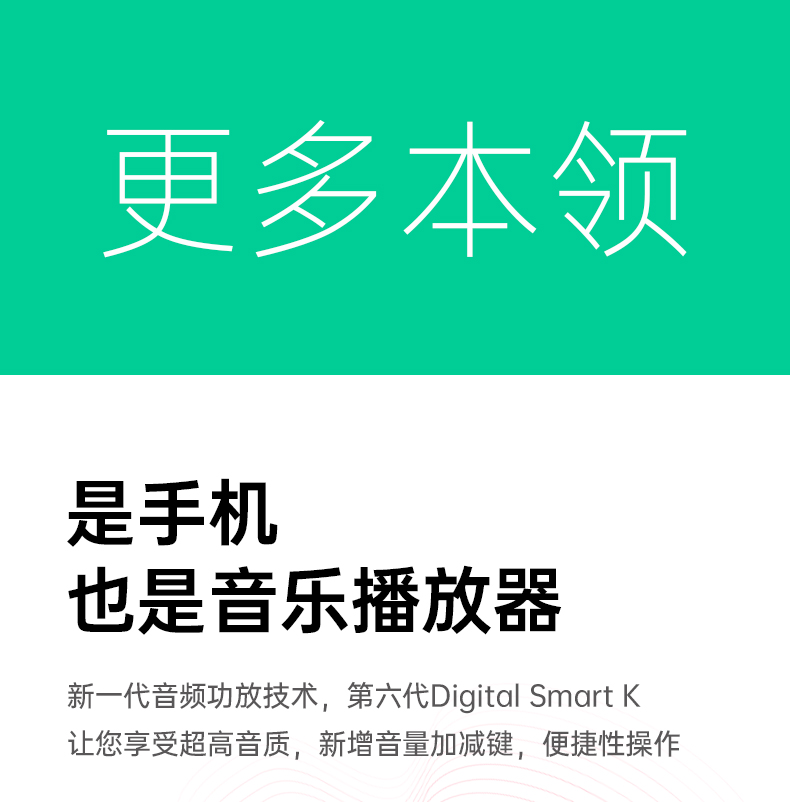 更多本领
是手机
也是音乐播放器
新一代音频功放技术，第六代Digital Smart K
让您享受超高音质，新增音量加减键，便捷性操作